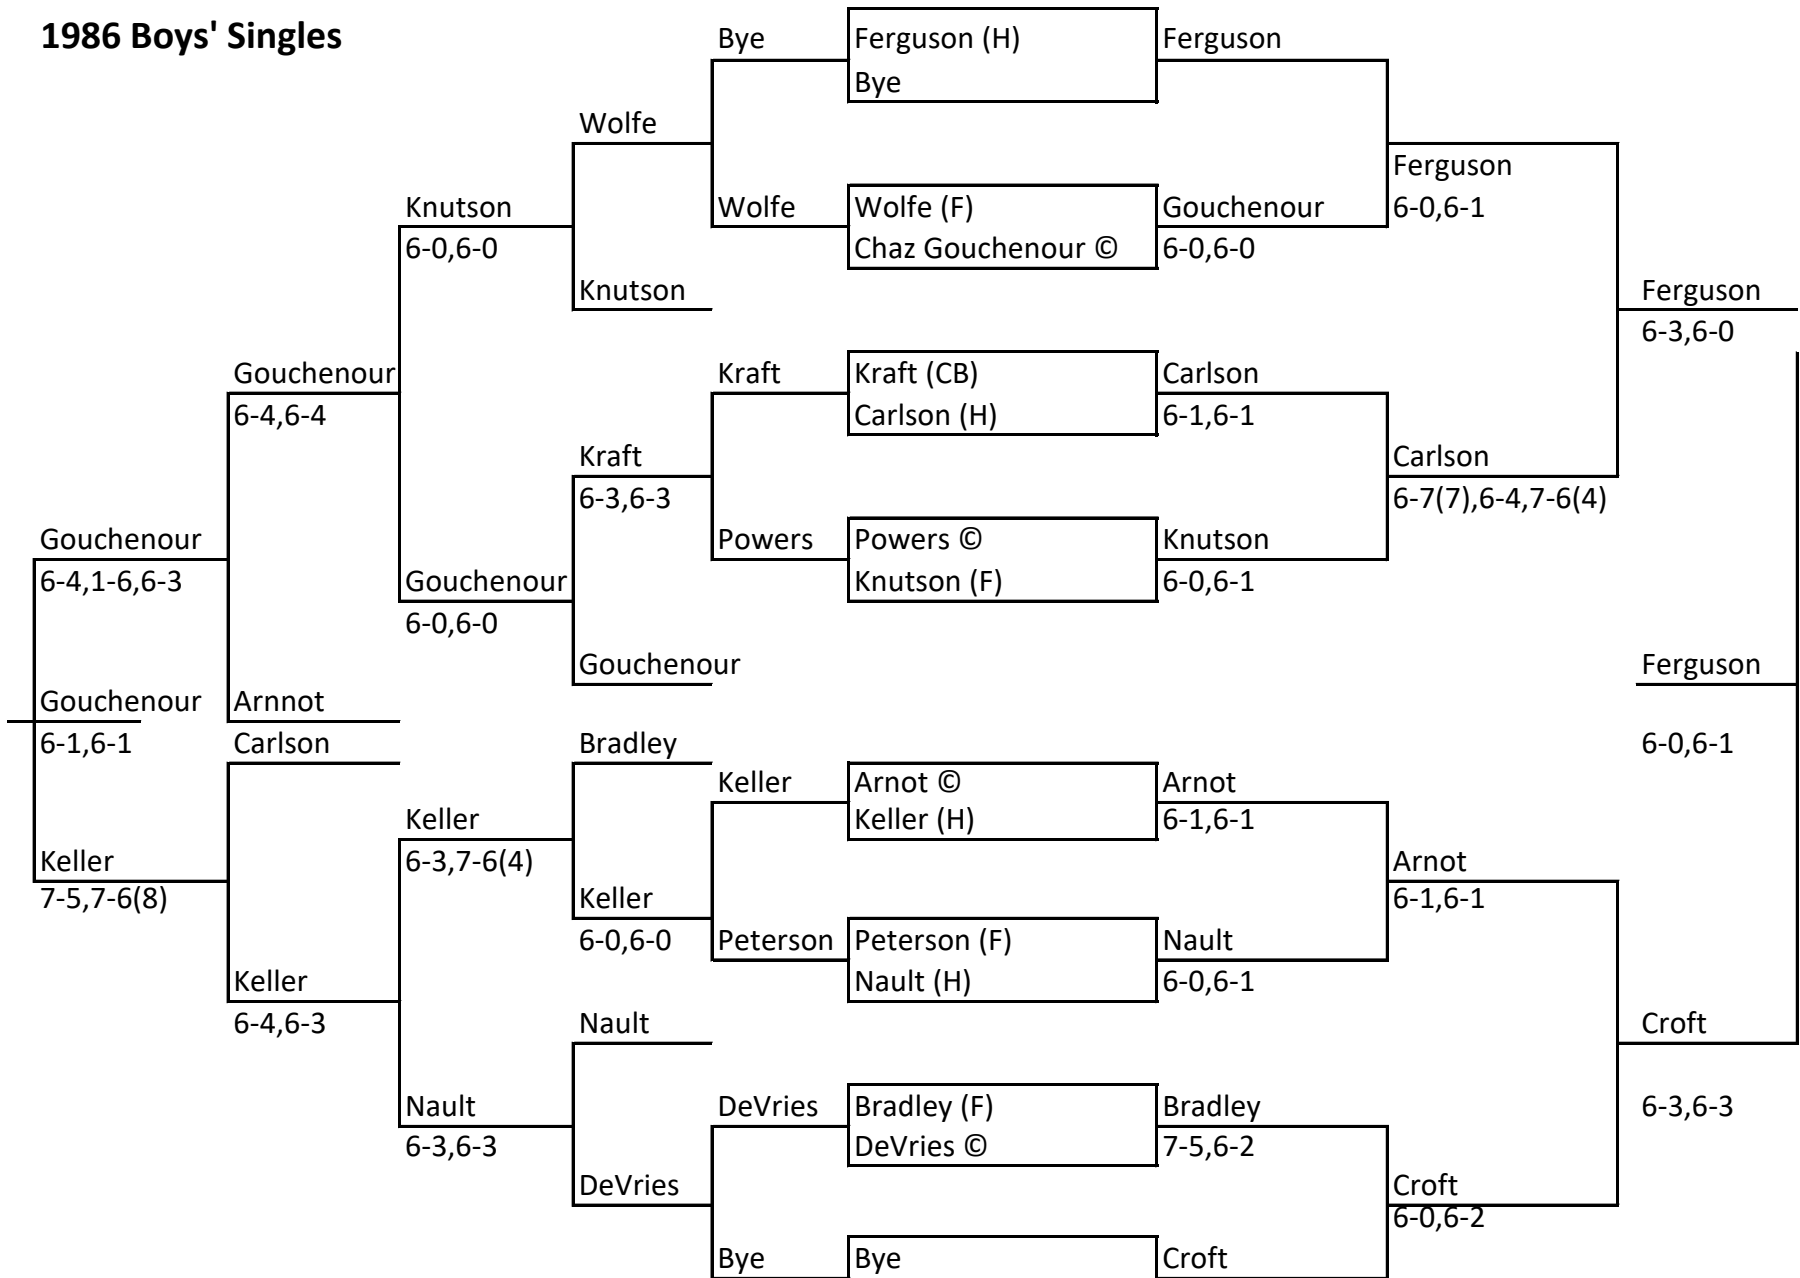 1986 Boys' Singles
Bye
Ferguson (H)
Ferguson
Bye
Wolfe
Ferguson
Knutson
Wolfe
Wolfe (F)
Gouchenour
6-0,6-1
6-0,6-0
Chaz Gouchenour ©
6-0,6-0
Knutson
Ferguson
6-3,6-0
Gouchenour
Kraft
Kraft (CB)
Carlson
6-4,6-4
Carlson (H)
6-1,6-1
Kraft
Carlson
6-3,6-3
6-7(7),6-4,7-6(4)
Gouchenour
Powers
Powers ©
Knutson
6-4,1-6,6-3
Gouchenour
Knutson (F)
6-0,6-1
6-0,6-0
Gouchenour
Ferguson
Gouchenour
Arnnot
6-1,6-1
Carlson
Bradley
6-0,6-1
Keller
Arnot ©
Arnot
Keller
Keller (H)
6-1,6-1
Keller
6-3,7-6(4)
Arnot
7-5,7-6(8)
Keller
6-1,6-1
6-0,6-0
Peterson
Peterson (F)
Nault
Keller
Nault (H)
6-0,6-1
6-4,6-3
Nault
Croft
Nault
DeVries
Bradley (F)
Bradley
6-3,6-3
6-3,6-3
DeVries ©
7-5,6-2
DeVries
Croft
6-0,6-2
Bye
Bye
Croft